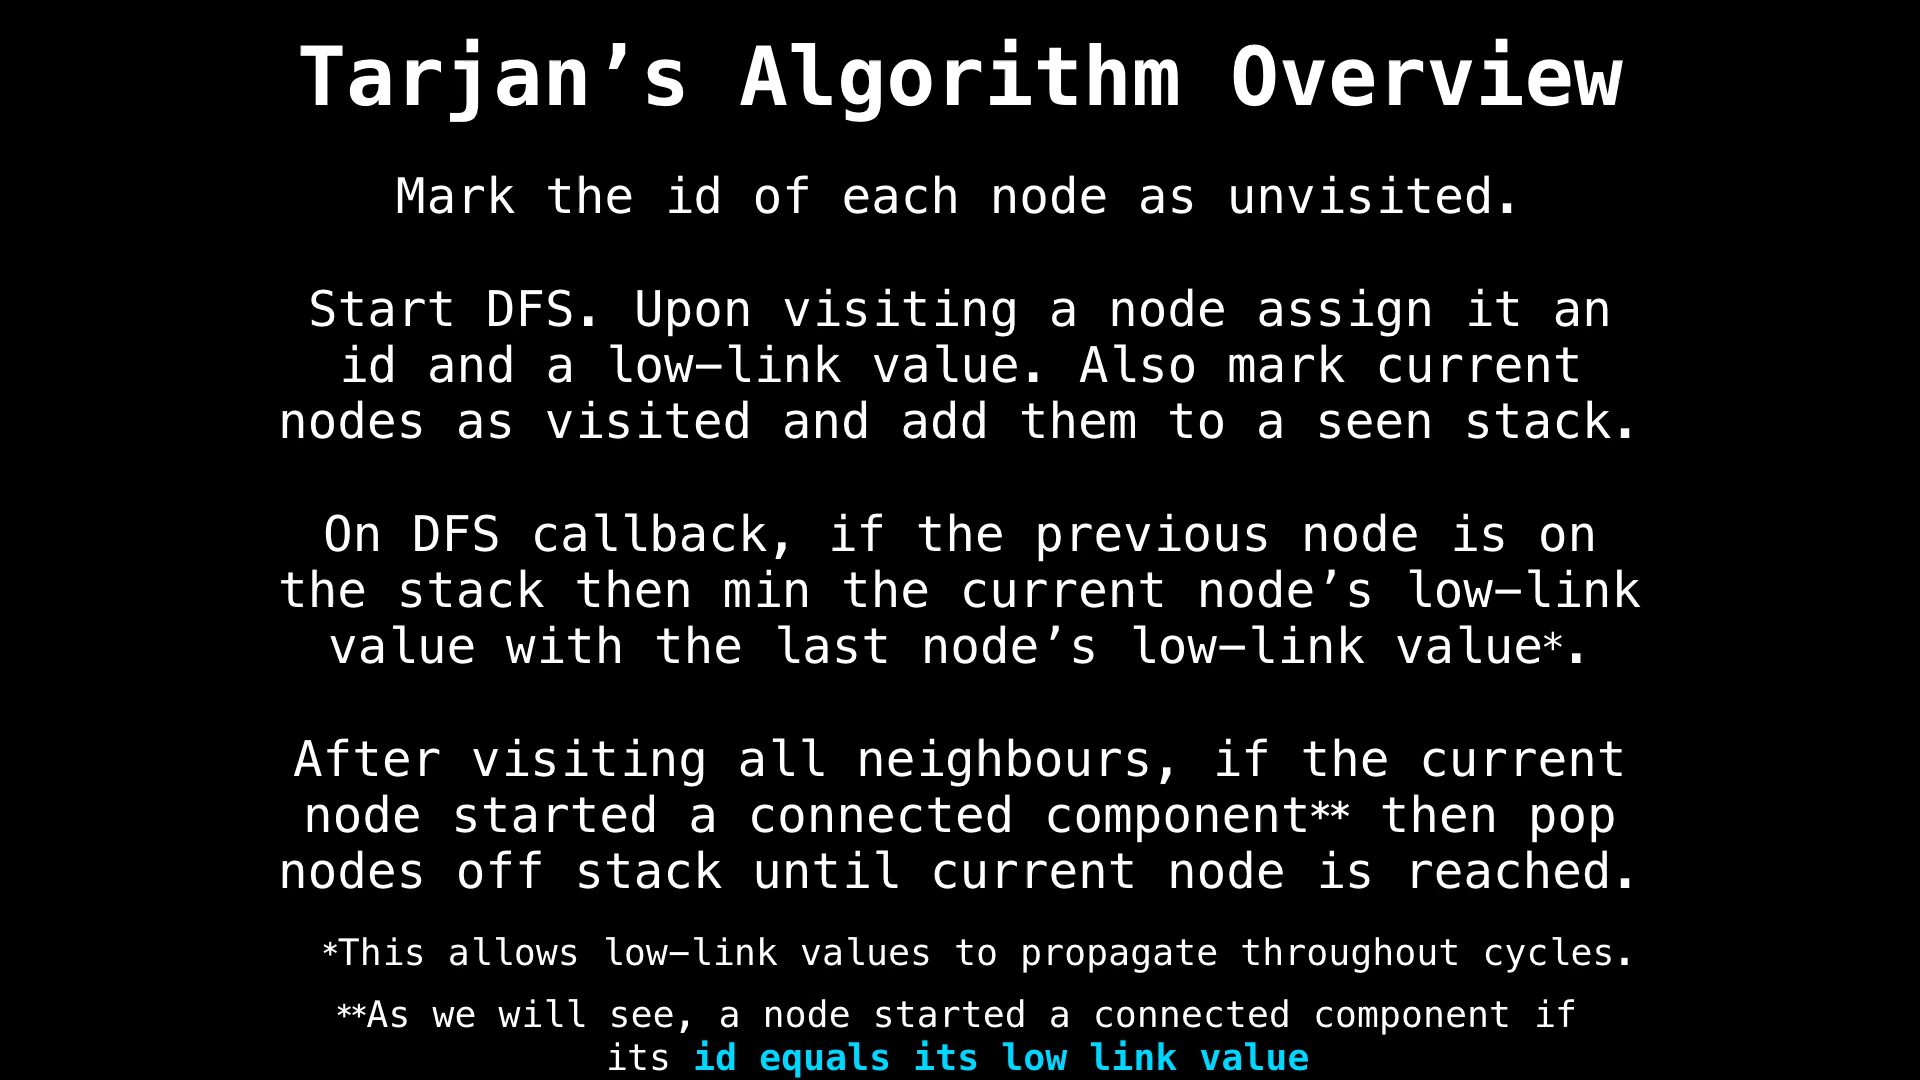 Tarjan’s Algorithm Overview
Mark the id of each node as unvisited.
Start DFS. Upon visiting a node assign it an
id and a low-link value. Also mark current
nodes as visited and add them to a seen stack.
On DFS callback, if the previous node is on
the stack then min the current node’s low-link
value with the last node’s low-link value*.
After visiting all neighbours, if the current
node started a connected component** then pop
nodes off stack until current node is reached.
*This allows low-link values to propagate throughout cycles.
**As we will see, a node started a connected component if
its id equals its low link value